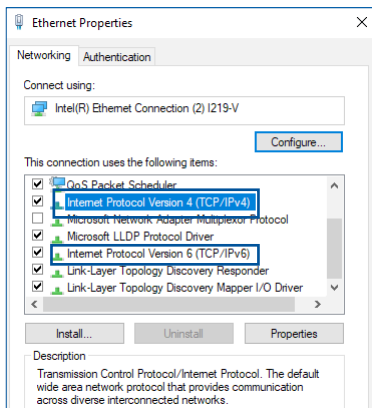 Ethernet Properties
Networking Authentication
Connect using:
Intel(R) Ethernet Connection (2) I219-V
Configure...
This connection uses the following items:
QoS Packet Scheduler
Internet Protocol Version 4 (TCP/IPv4)
Microsoft Network Adapter Multiplexor Protocol
Microsoft LLDP Protocol Driver
Internet Protocol Version 6 (TCP/IPv6)
Link-Layer Topology Discovery Responder
Link-Layer Topology Discovery Mapper I/O Driver
Install... Uninstall Properties
Description
Transmission Control Protocol/Internet Protocol. The default
wide area network protocol that provides communication
across diverse interconnected networks.